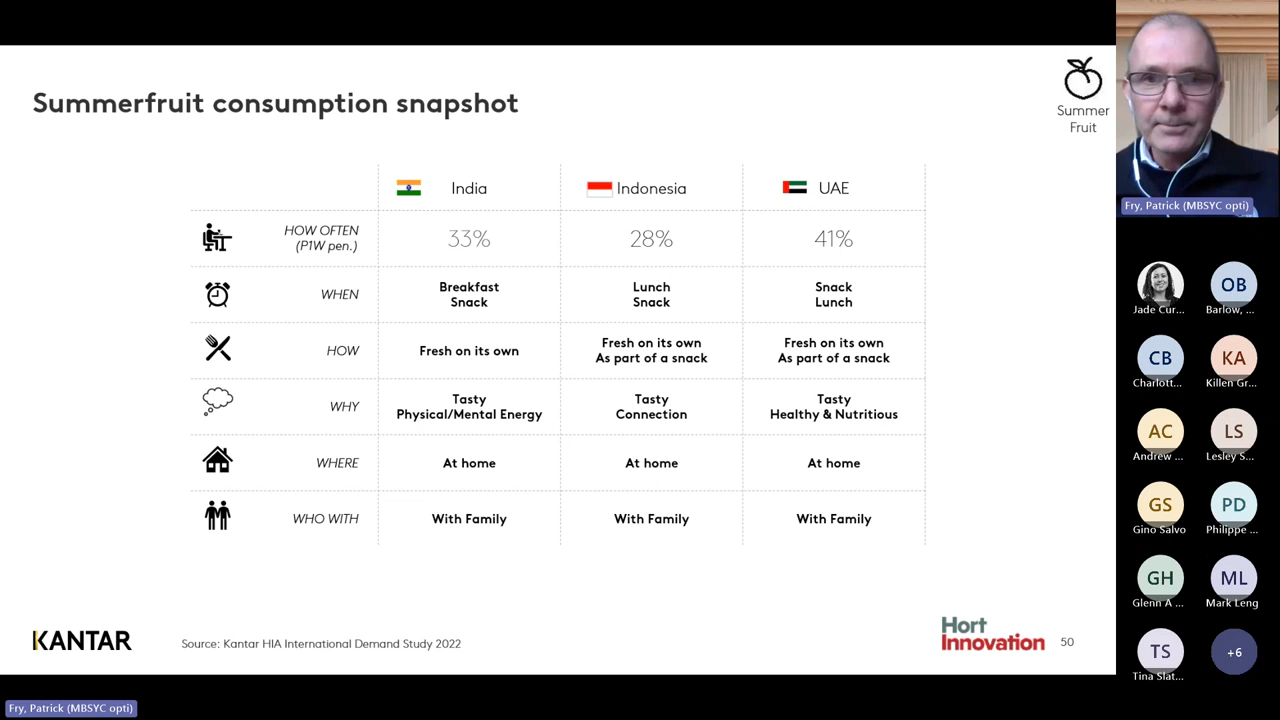 Summerfruit consumption snapshot
Summer
Fruit
India
Indonesia
UAE
HOW OFTEN
(P1W pen.)
33%
28%
41%
WHEN
Breakfast
Snack
Lunch
Snack
Snack
Lunch
HOW
Fresh on its own
Fresh on its own
As part of a snack
Fresh on its own
As part of a snack
WHY
Tasty
Physical/Mental Energy
Tasty
Connection
Tasty
Healthy & Nutritious
WHERE
At home
At home
At home
WHO WITH
With Family
With Family
With Family
KANTAR
Source: Kantar HIA International Demand Study 2022
Hort
Innovation
50
Fry, Patrick (MBSYC opti)
Jade Cur...
OB
Barlow, ...
CB
Charlott...
KA
Killen Gr...
AC
Andrew ...
LS
Lesley S...
GS
Gino Salvo
PD
Philippe ...
GH
Glenn A ...
ML
Mark Leng
TS
Tina Slat...
+6
Fry, Patrick (MBSYC opti)